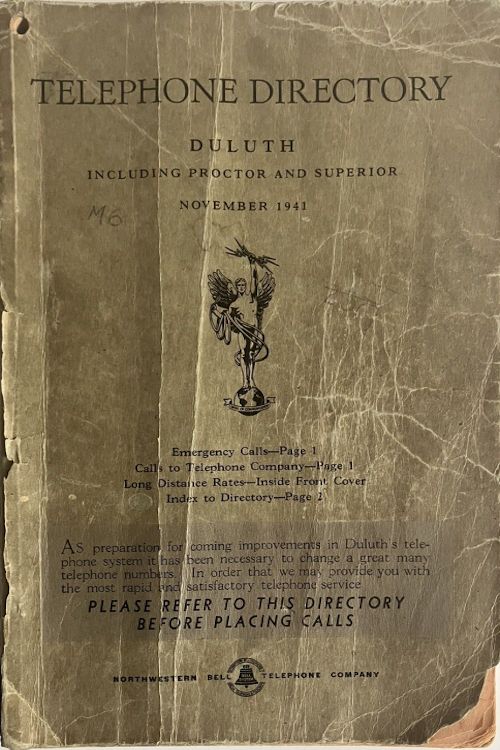 TELEPHONE DIRECTORY
DULUTH
INCLUDING PROCTOR AND SUPERIOR
NOVEMBER 1941
M6
Emergency Calls—Page 1
Calls to Telephone Company—Page 1
Long Distance Rates—Inside Front Cover
Index to Directory—Page 2
AS preparation for coming improvements in Duluth's tele-
phone system it has been necessary to change a great many
telephone numbers. In order that we may provide you with
the most rapid and satisfactory telephone service
PLEASE REFER TO THIS DIRECTORY
BEFORE PLACING CALLS
NORTHWESTERN BELL TELEPHONE COMPANY